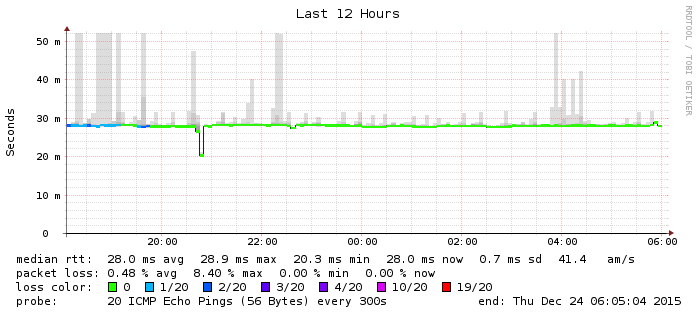 Last 12 Hours
RRDTOOL / TOBI OETIKER
Seconds
50 m
40 m
30 m
20 m
10 m
0
20:00 22:00 00:00 02:00 04:00 06:00
median rtt: 28.0 ms avg 28.9 ms max 20.3 ms min 28.0 ms now 0.7 ms sd 41.4 am/s
packet loss: 0.48 % avg 8.40 % max 0.00 % min 0.00 % now
loss color: 0 1/20 2/20 3/20 4/20 10/20 19/20
probe: 20 ICMP Echo Pings (56 Bytes) every 300s end: Thu Dec 24 06:05:04 2015